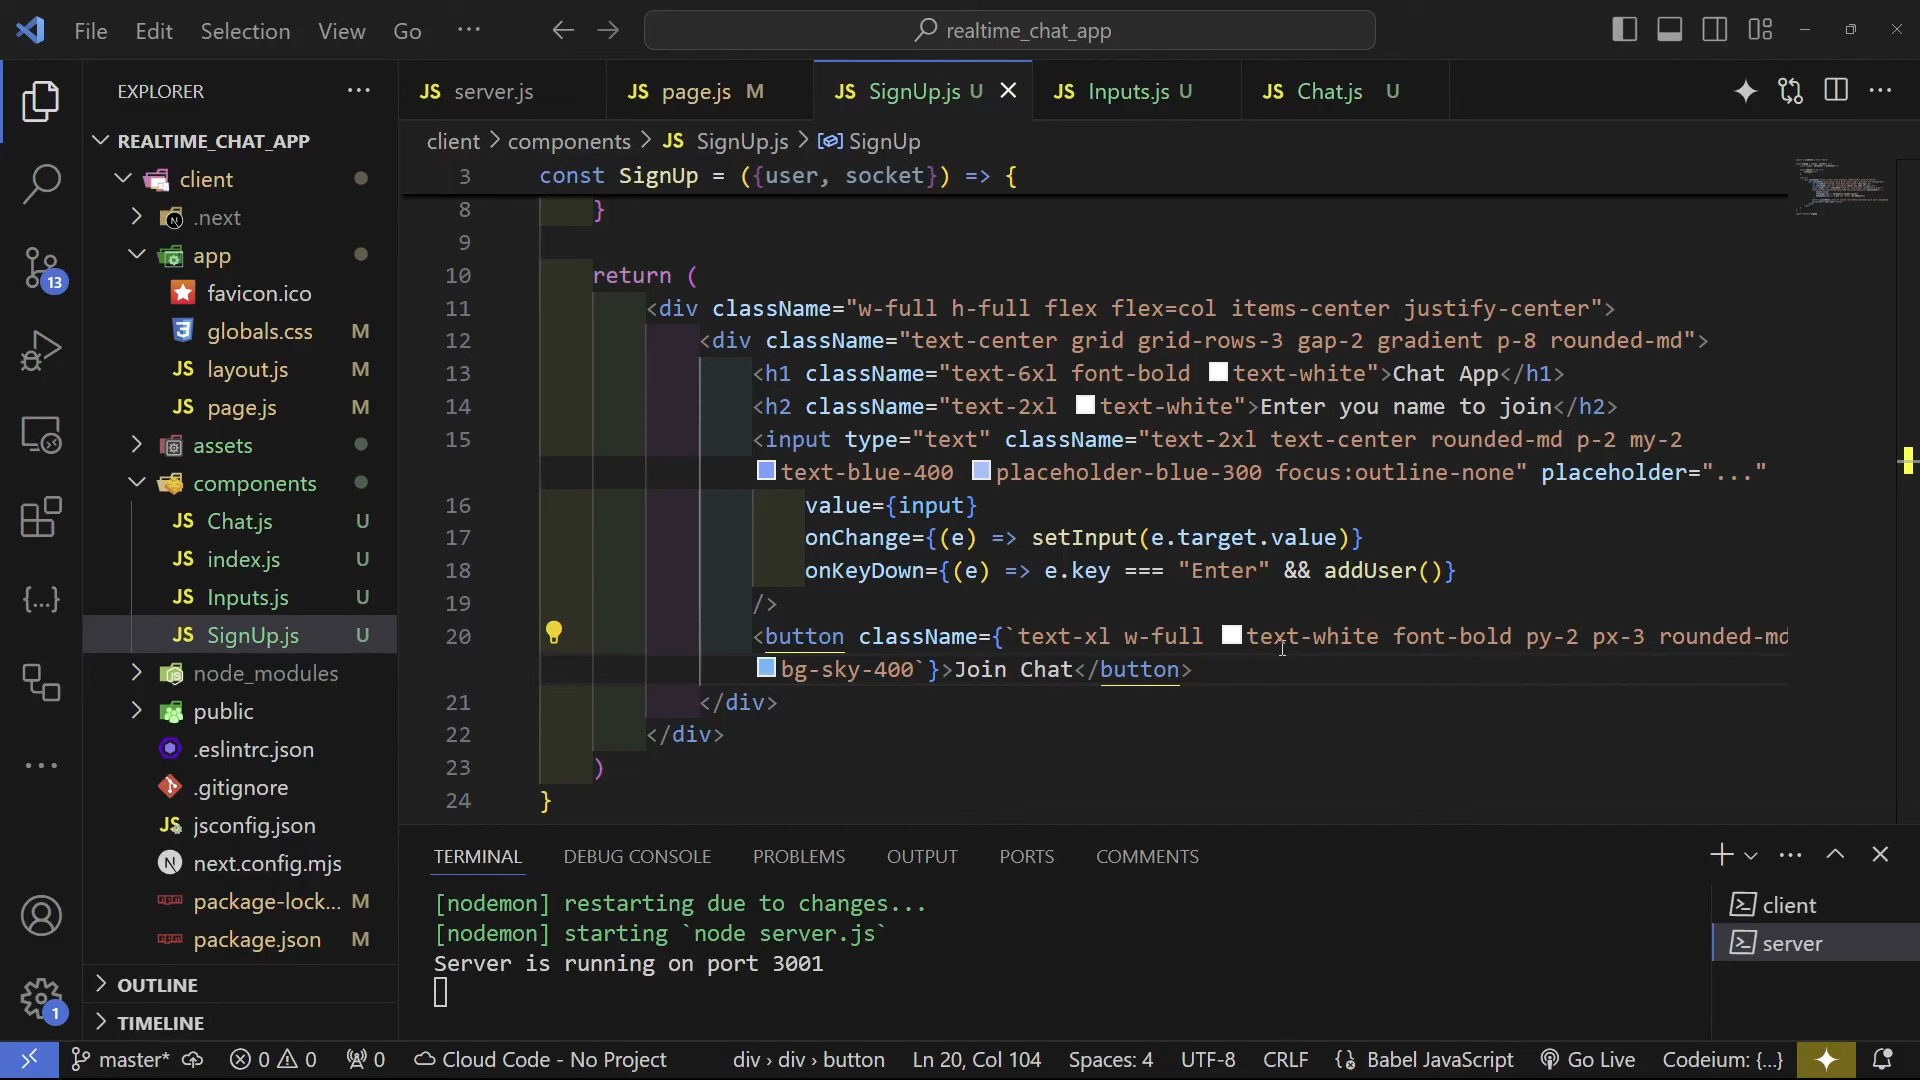 File Edit Selection View Go ···
realtime_chat_app
EXPLORER ···
JS server.js
JS page.js M
JS SignUp.js U
JS Inputs.js U
JS Chat.js U
REALTIME_CHAT_APP
client
.next
app
favicon.ico
globals.css M
JS layout.js M
JS page.js M
assets
components
JS Chat.js U
JS index.js U
JS Inputs.js U
JS SignUp.js U
node_modules
public
.eslintrc.json
.gitignore
JS jsconfig.json
N next.config.mjs
package-lock... M
package.json M
OUTLINE
TIMELINE
13
1
client > components > JS SignUp.js > SignUp
3 const SignUp = ({user, socket}) => {
8 }
9
10 return (
11 <div className="w-full h-full flex flex=col items-center justify-center">
12 <div className="text-center grid grid-rows-3 gap-2 gradient p-8 rounded-md">
13 <h1 className="text-6xl font-bold text-white">Chat App</h1>
14 <h2 className="text-2xl text-white">Enter you name to join</h2>
15 <input type="text" className="text-2xl text-center rounded-md p-2 my-2
text-blue-400 placeholder-blue-300 focus:outline-none" placeholder="..."
16 value={input}
17 onChange={(e) => setInput(e.target.value)}
18 onKeyDown={(e) => e.key === "Enter" && addUser()}
19 />
20 <button className={`text-xl w-full text-white font-bold py-2 px-3 rounded-md
bg-sky-400`}>Join Chat</button>
21 </div>
22 </div>
23 )
24 }
TERMINAL DEBUG CONSOLE PROBLEMS OUTPUT PORTS COMMENTS
[nodemon] restarting due to changes...
[nodemon] starting `node server.js`
Server is running on port 3001
client
server
master* 0 0 0 Cloud Code - No Project div › div › button Ln 20, Col 104 Spaces: 4 UTF-8 CRLF Babel JavaScript Go Live Codeium: {...}